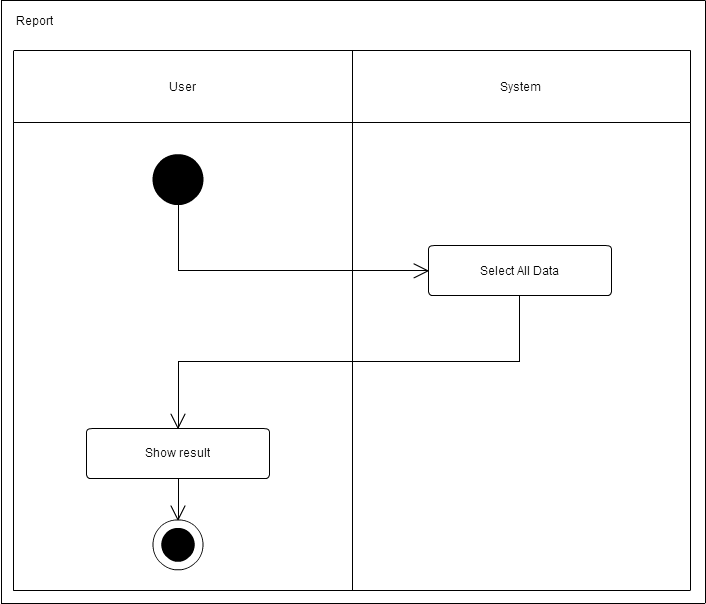 Report
User
System
Select All Data
Show result